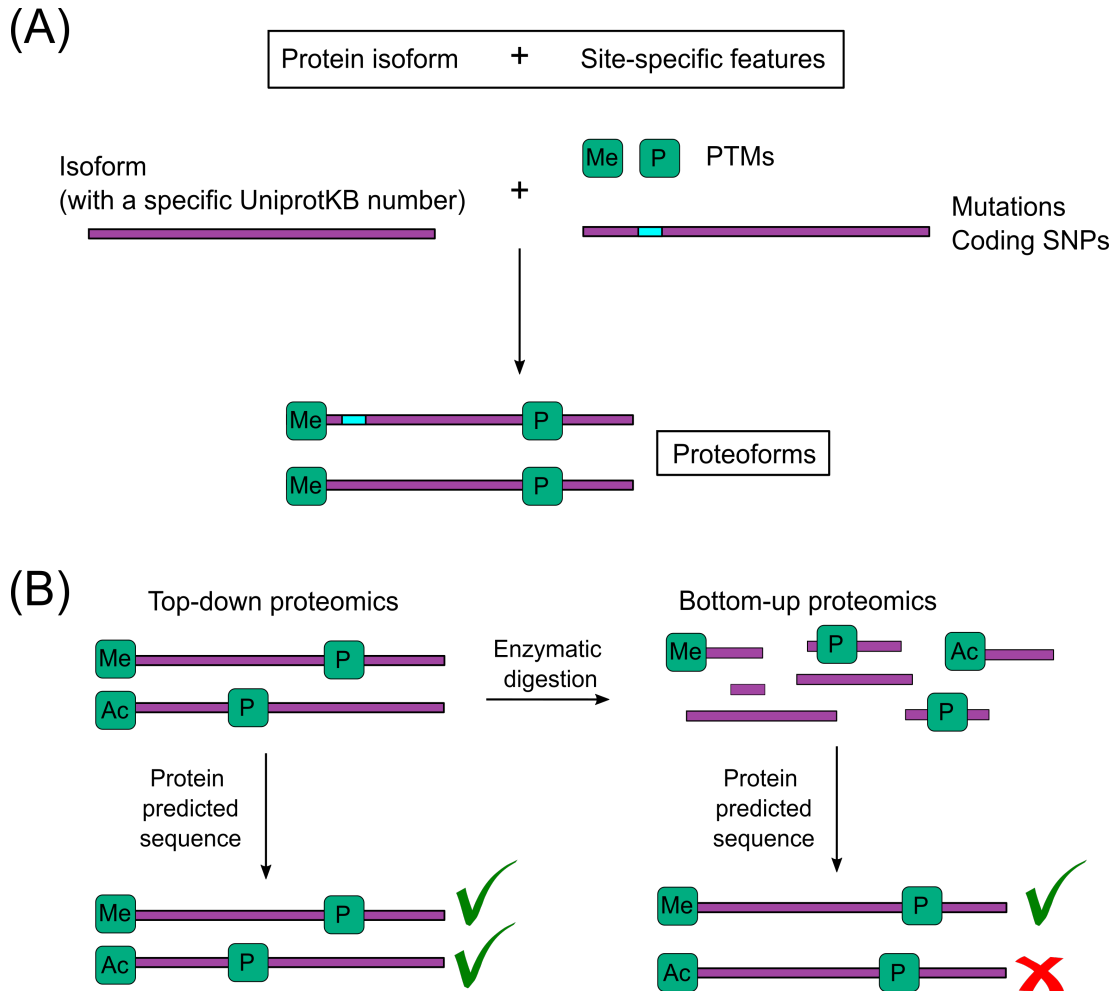 (A)
Protein isoform + Site-specific features
Isoform
(with a specific UniprotKB number)
+
Me P PTMs
Mutations
Coding SNPs
Me P
Me P
Proteoforms
(B)
Top-down proteomics
Me P
Ac P
Enzymatic
digestion
Bottom-up proteomics
Me P Ac
P
Protein
predicted
sequence
Protein
predicted
sequence
Me P
Ac P
Me P
Ac P